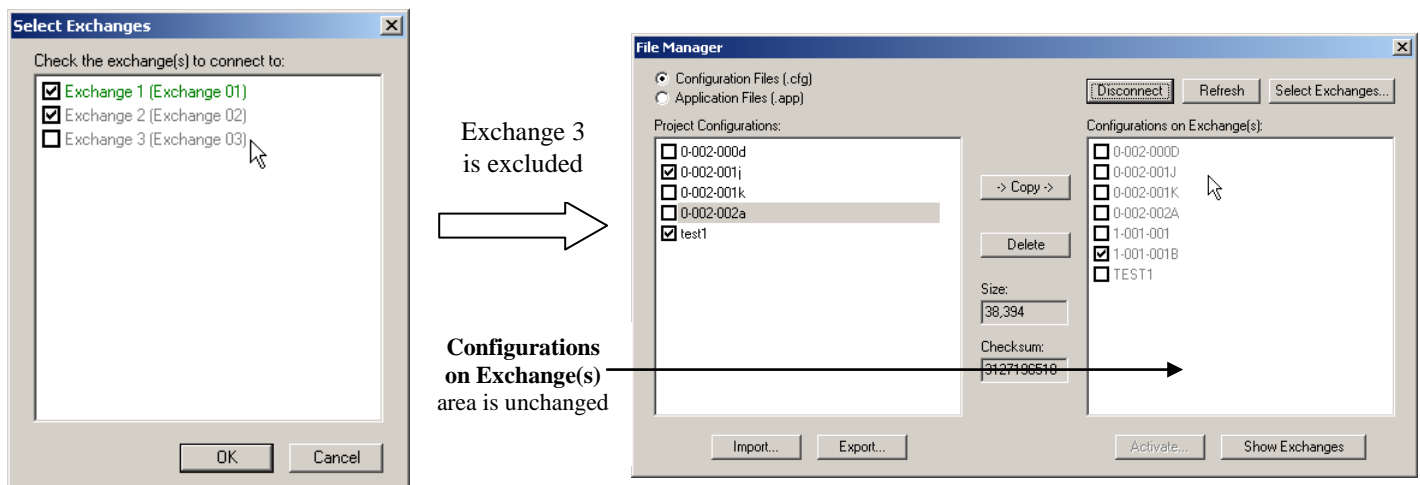 Select Exchanges
Check the exchange(s) to connect to:
Exchange 1 (Exchange 01)
Exchange 2 (Exchange 02)
Exchange 3 (Exchange 03)
OK
Cancel
Exchange 3
is excluded
Configurations
on Exchange(s)
area is unchanged
File Manager
Configuration Files (.cfg)
Application Files (.app)
Disconnect
Refresh
Select Exchanges...
Project Configurations:
0-002-000d
0-002-001j
0-002-001k
0-002-002a
test1
-> Copy ->
Delete
Size:
38,394
Checksum:
3127196518
Configurations on Exchange(s):
0-002-000D
0-002-001J
0-002-001K
0-002-002A
1-001-001
1-001-001B
TEST1
Import...
Export...
Activate...
Show Exchanges